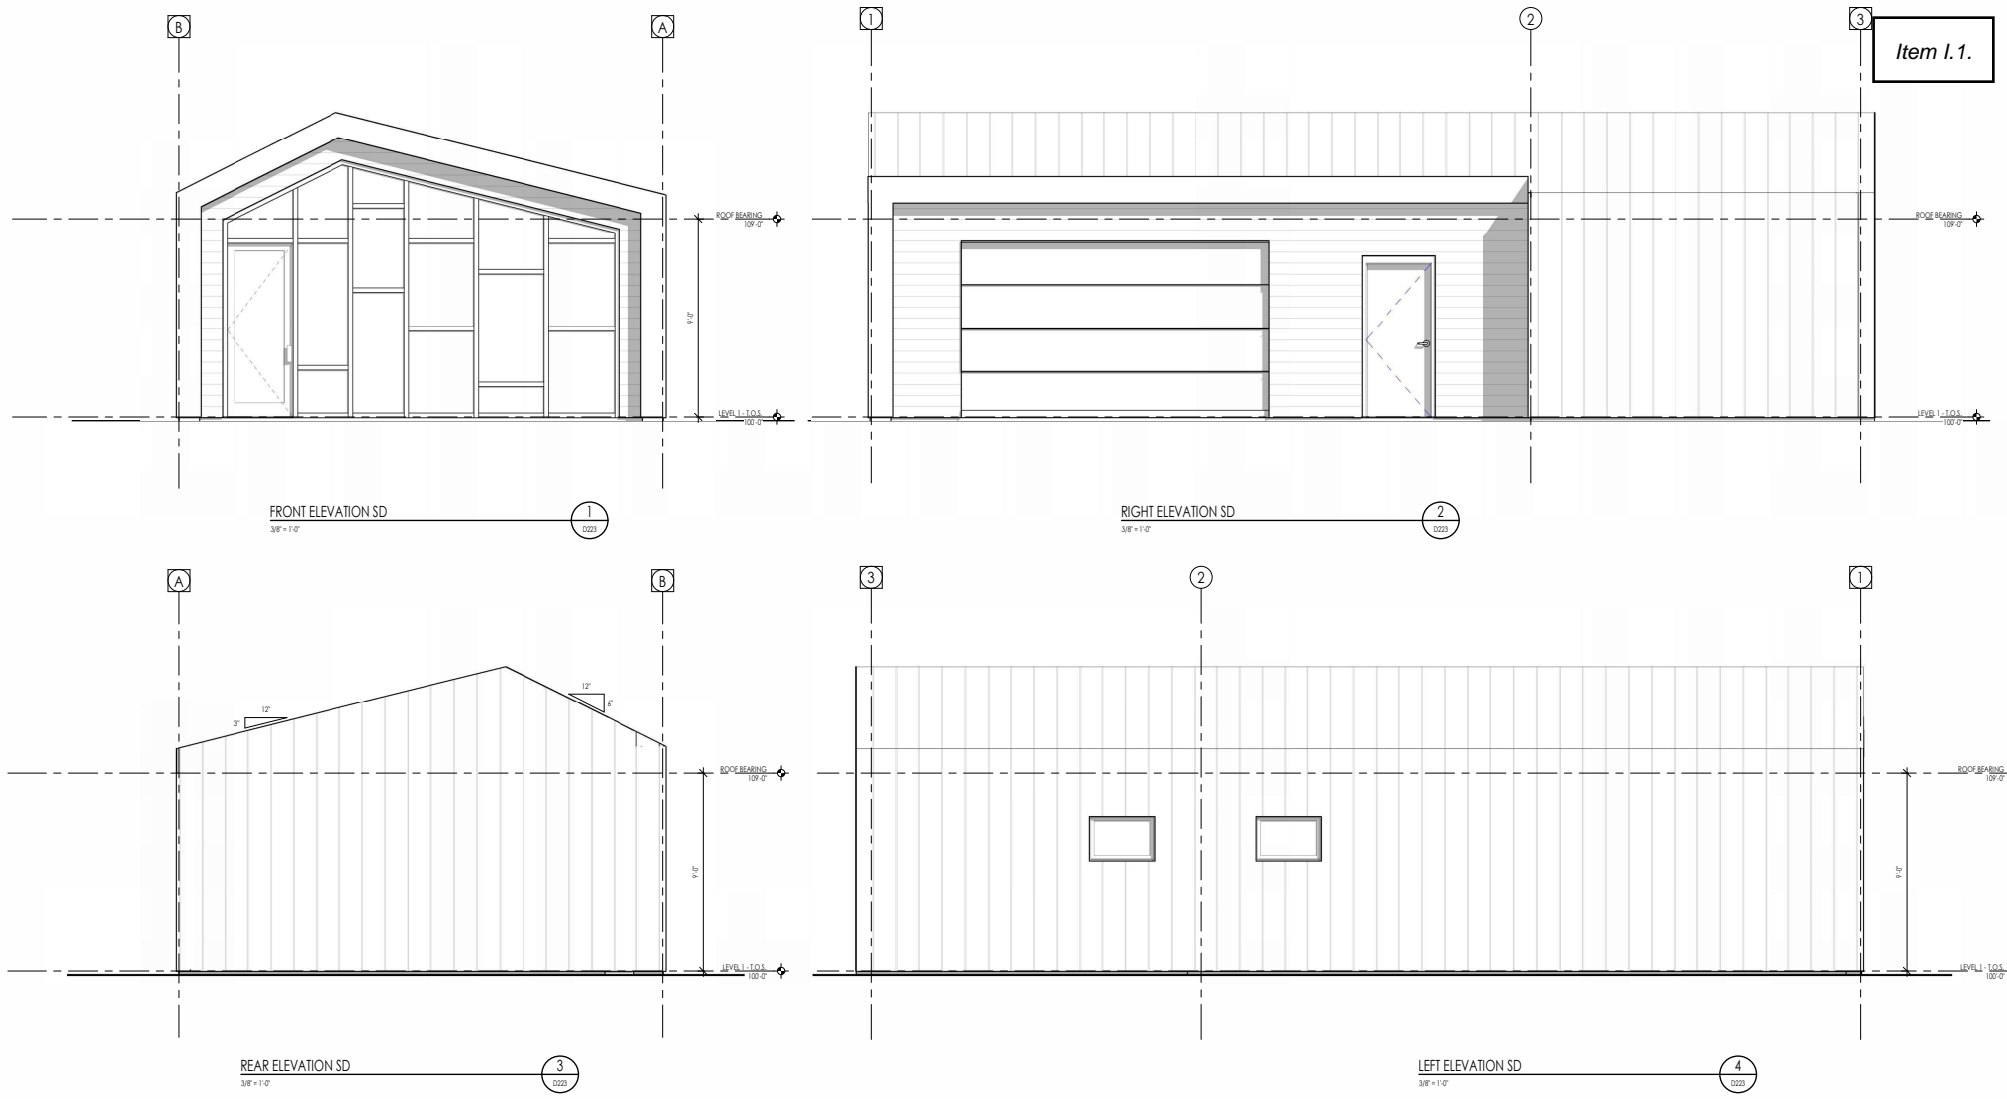 B
A
1
2
3
Item I.1.
ROOF BEARING
109'-0"
9'-0"
LEVEL 1 - T.O.S.
100'-0"
ROOF BEARING
109'-0"
LEVEL 1 - T.O.S.
100'-0"
FRONT ELEVATION SD
3/8" = 1'-0"
1
D223
RIGHT ELEVATION SD
3/8" = 1'-0"
2
D223
A
B
3
2
1
12"
3"
12"
6"
ROOF BEARING
109'-0"
9'-0"
LEVEL 1 - T.O.S.
100'-0"
ROOF BEARING
109'-0"
9'-0"
LEVEL 1 - T.O.S.
100'-0"
REAR ELEVATION SD
3/8" = 1'-0"
3
D223
LEFT ELEVATION SD
3/8" = 1'-0"
4
D223